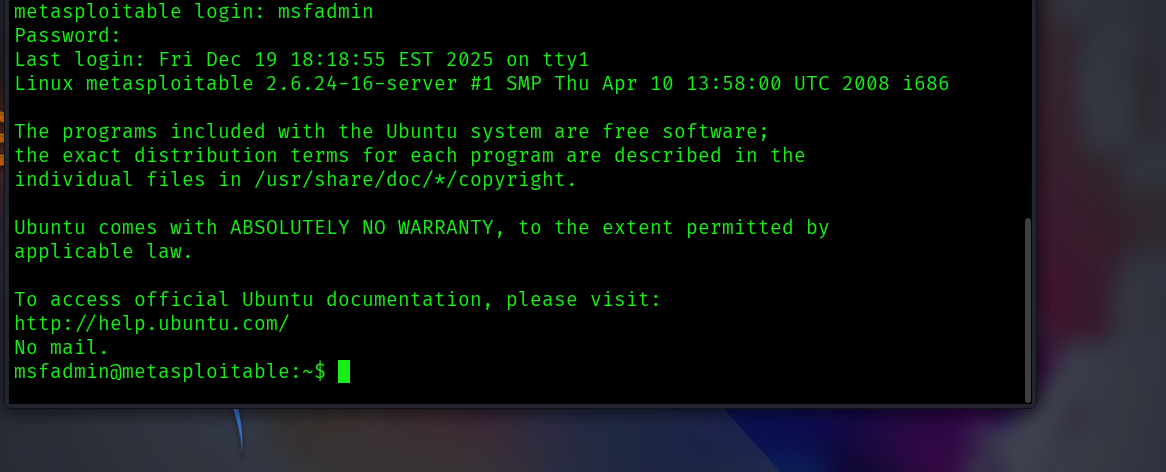 metasploitable login: msfadmin
Password:
Last login: Fri Dec 19 18:18:55 EST 2025 on tty1
Linux metasploitable 2.6.24-16-server #1 SMP Thu Apr 10 13:58:00 UTC 2008 i686
The programs included with the Ubuntu system are free software;
the exact distribution terms for each program are described in the
individual files in /usr/share/doc/*/copyright.
Ubuntu comes with ABSOLUTELY NO WARRANTY, to the extent permitted by
applicable law.
To access official Ubuntu documentation, please visit:
http://help.ubuntu.com/
No mail.
msfadmin@metasploitable:~$